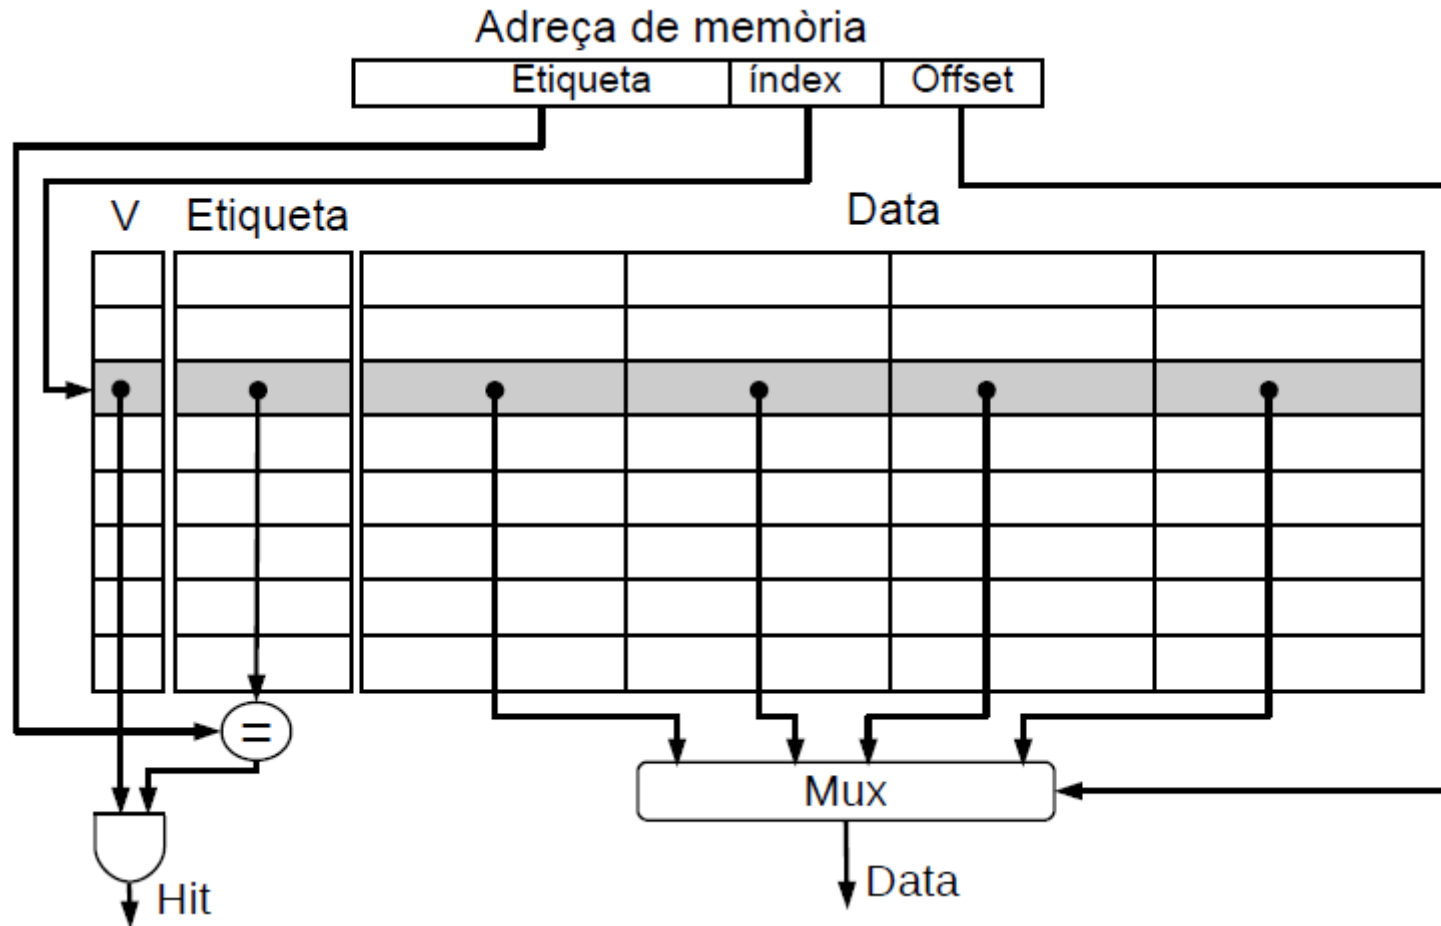 Adreça de memòria
Etiqueta índex Offset
V Etiqueta Data
=
Mux
Data
Hit